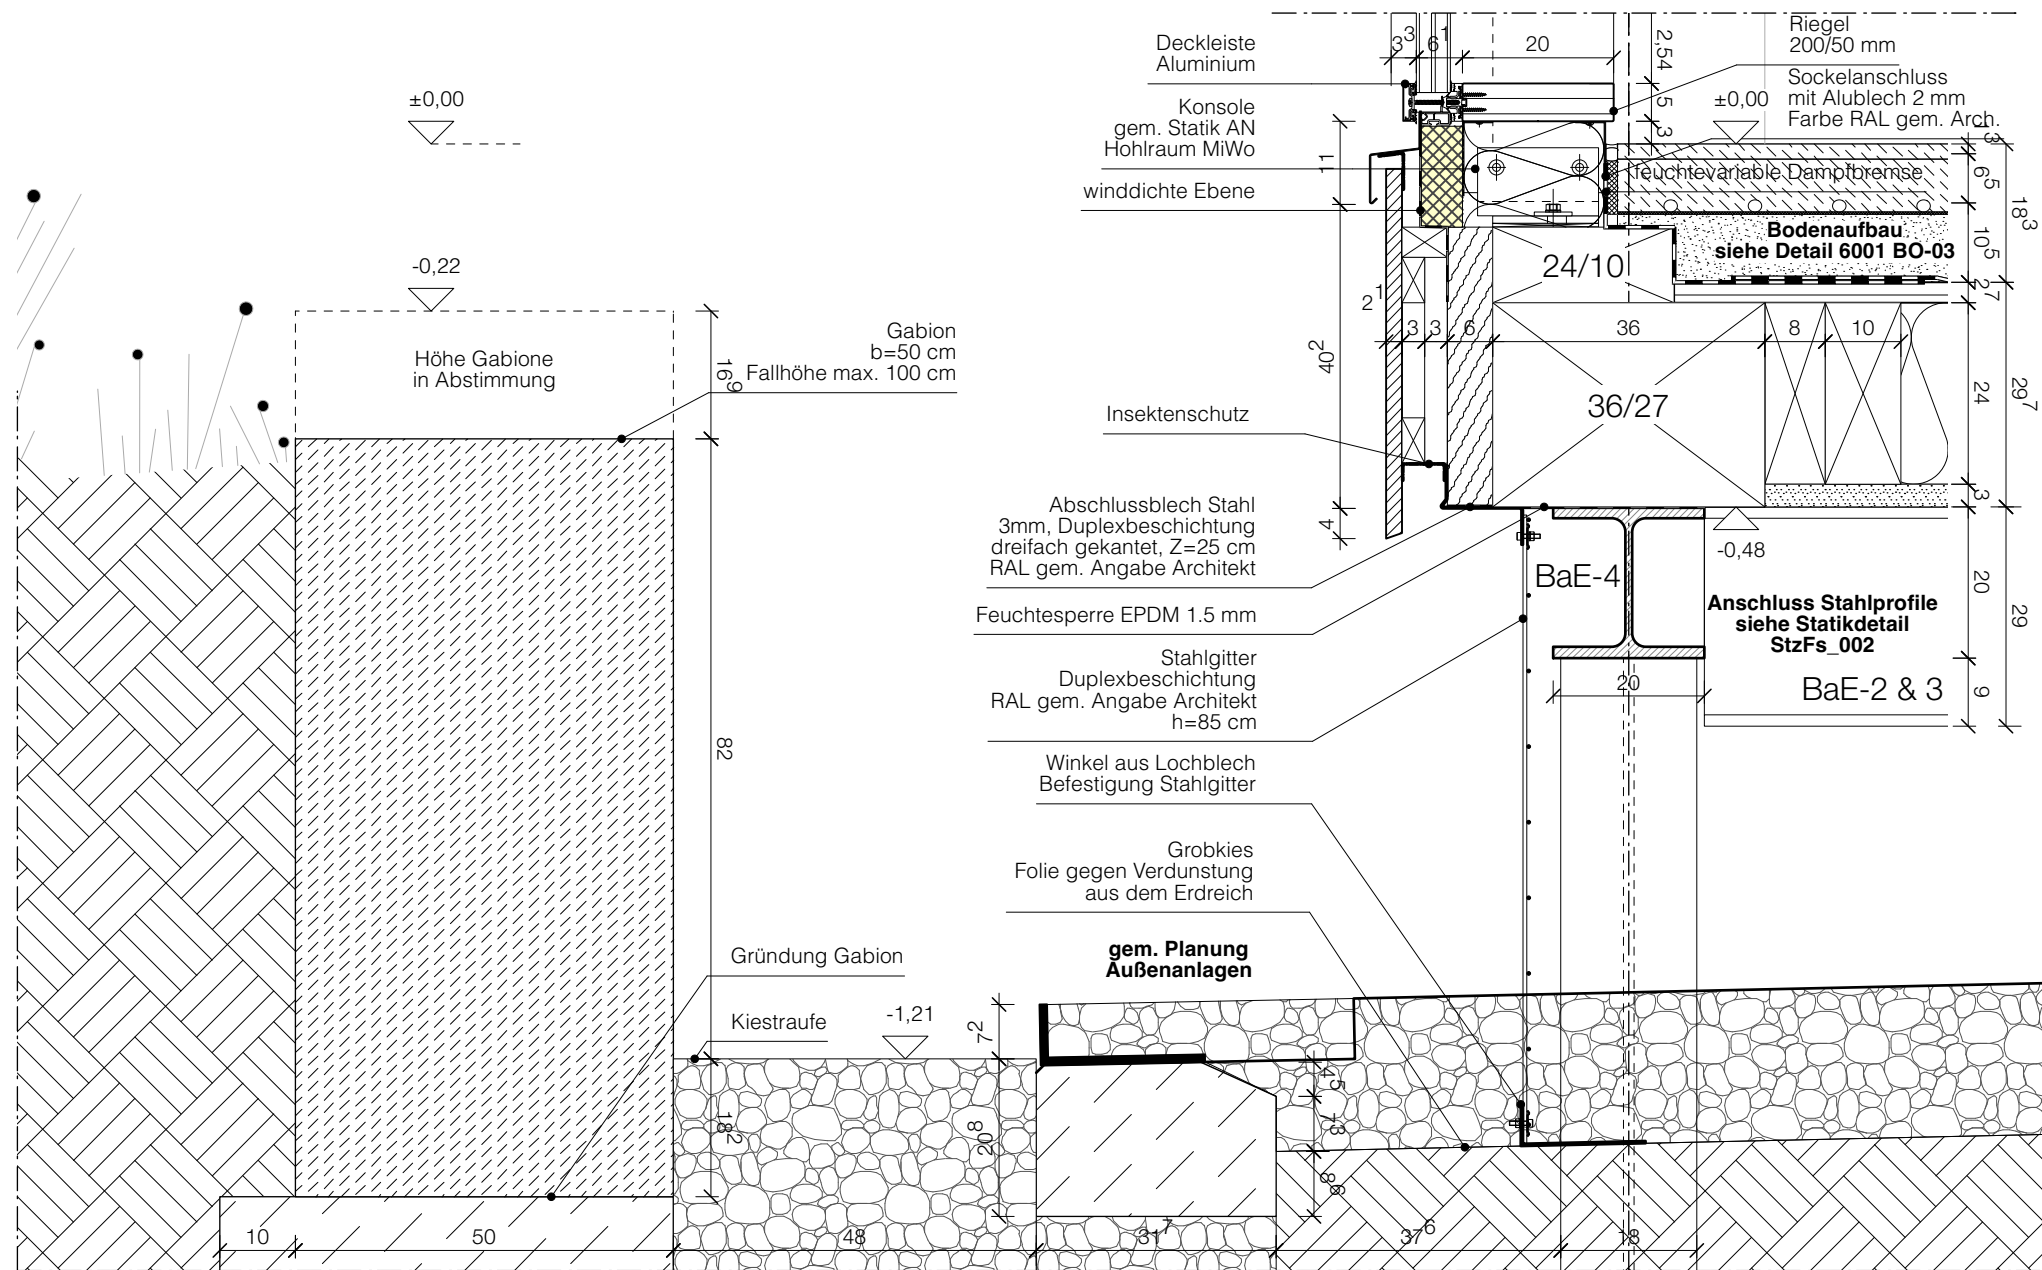 ±0,00
-0,22
Höhe Gabione
in Abstimmung
Gabion
b=50 cm
Fallhöhe max. 100 cm
16⁹
82
18²
Gründung Gabion
Kiestraufe
-1,21
10
50
48
31⁷
37⁶
18
Deckleiste
Aluminium
Konsole
gem. Statik AN
Hohlraum MiWo
winddichte Ebene
Insektenschutz
Abschlussblech Stahl
3mm, Duplexbeschichtung
dreifach gekantet, Z=25 cm
RAL gem. Angabe Architekt
Feuchtesperre EPDM 1.5 mm
Stahlgitter
Duplexbeschichtung
RAL gem. Angabe Architekt
h=85 cm
Winkel aus Lochblech
Befestigung Stahlgitter
Grobkies
Folie gegen Verdunstung
aus dem Erdreich
gem. Planung
Außenanlagen
7²
20⁸
4⁵
7³
8⁶
3³
6¹
20
2,54
5
3
11
40²
4
2¹
3
3
6
36
8
10
24/10
36/27
Riegel
200/50 mm
Sockelanschluss
mit Alublech 2 mm
Farbe RAL gem. Arch.
±0,00
feuchtevariable Dampfbremse
Bodenaufbau
siehe Detail 6001 BO-03
1³
6⁵
10⁵
2⁷
24
3
20
9
18³
29⁷
29
-0,48
BaE-4
Anschluss Stahlprofile
siehe Statikdetail
StzFs_002
BaE-2 & 3
20